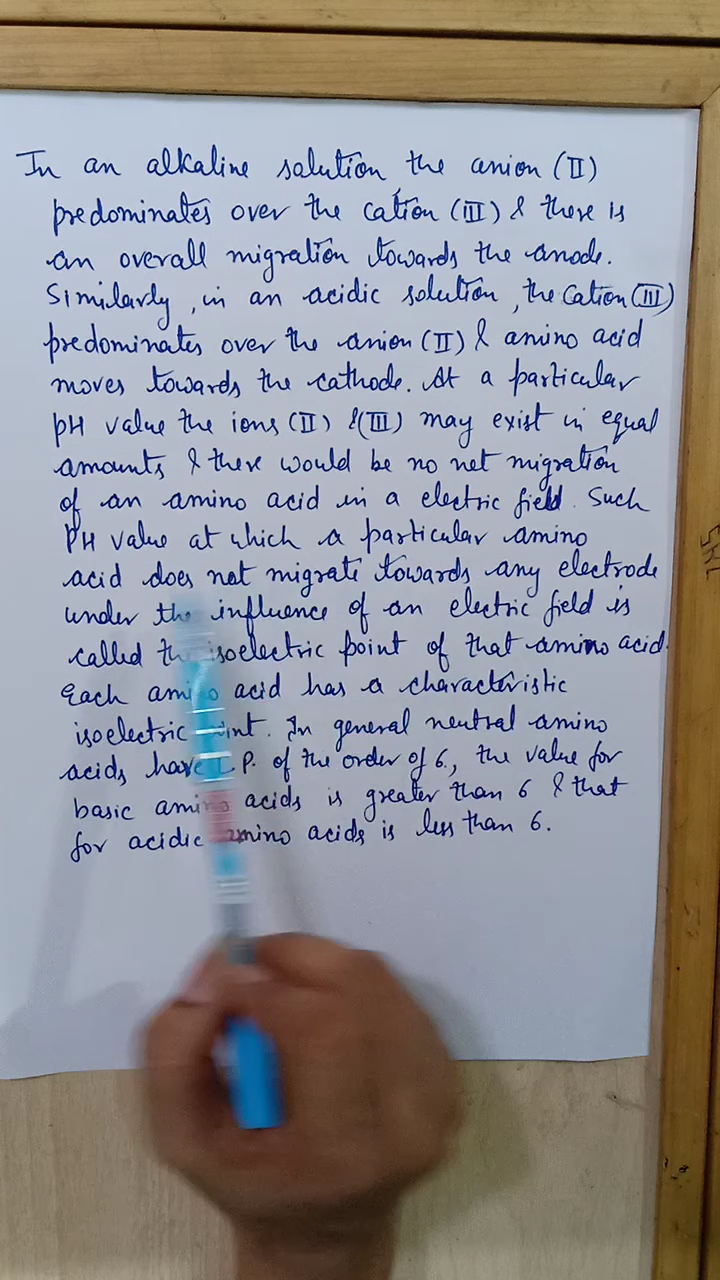 In an alkaline solution the anion (II)
predominates over the cation (III) & there is
an overall migration towards the anode.
Similarly, in an acidic solution, the Cation (III)
predominates over the anion (II) & amino acid
moves towards the cathode. At a particular
pH value the ions (II) &(III) may exist in equal
amounts & there would be no net migration
of an amino acid in a electric field. Such
PH value at which a particular amino
acid does not migrate towards any electrode
under the influence of an electric field is
called the isoelectric point of that amino acid.
Each amino acid has a characteristic
isoelectric point. In general neutral amino
acids have I.P. of the order of 6, the value for
basic amino acids is greater than 6 & that
for acidic amino acids is less than 6.